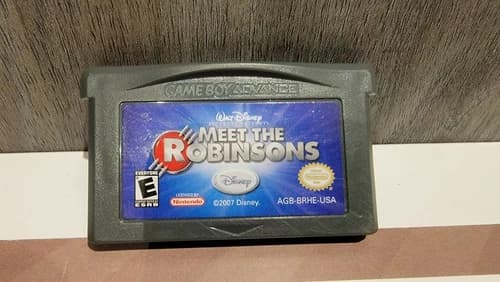 GAME BOY ADVANCE
Walt Disney
MEET THE
ROBINSONS
Disney
EVERYONE
E
ESRB
LICENSED BY
Nintendo
©2007 Disney.
AGB-BRHE-USA